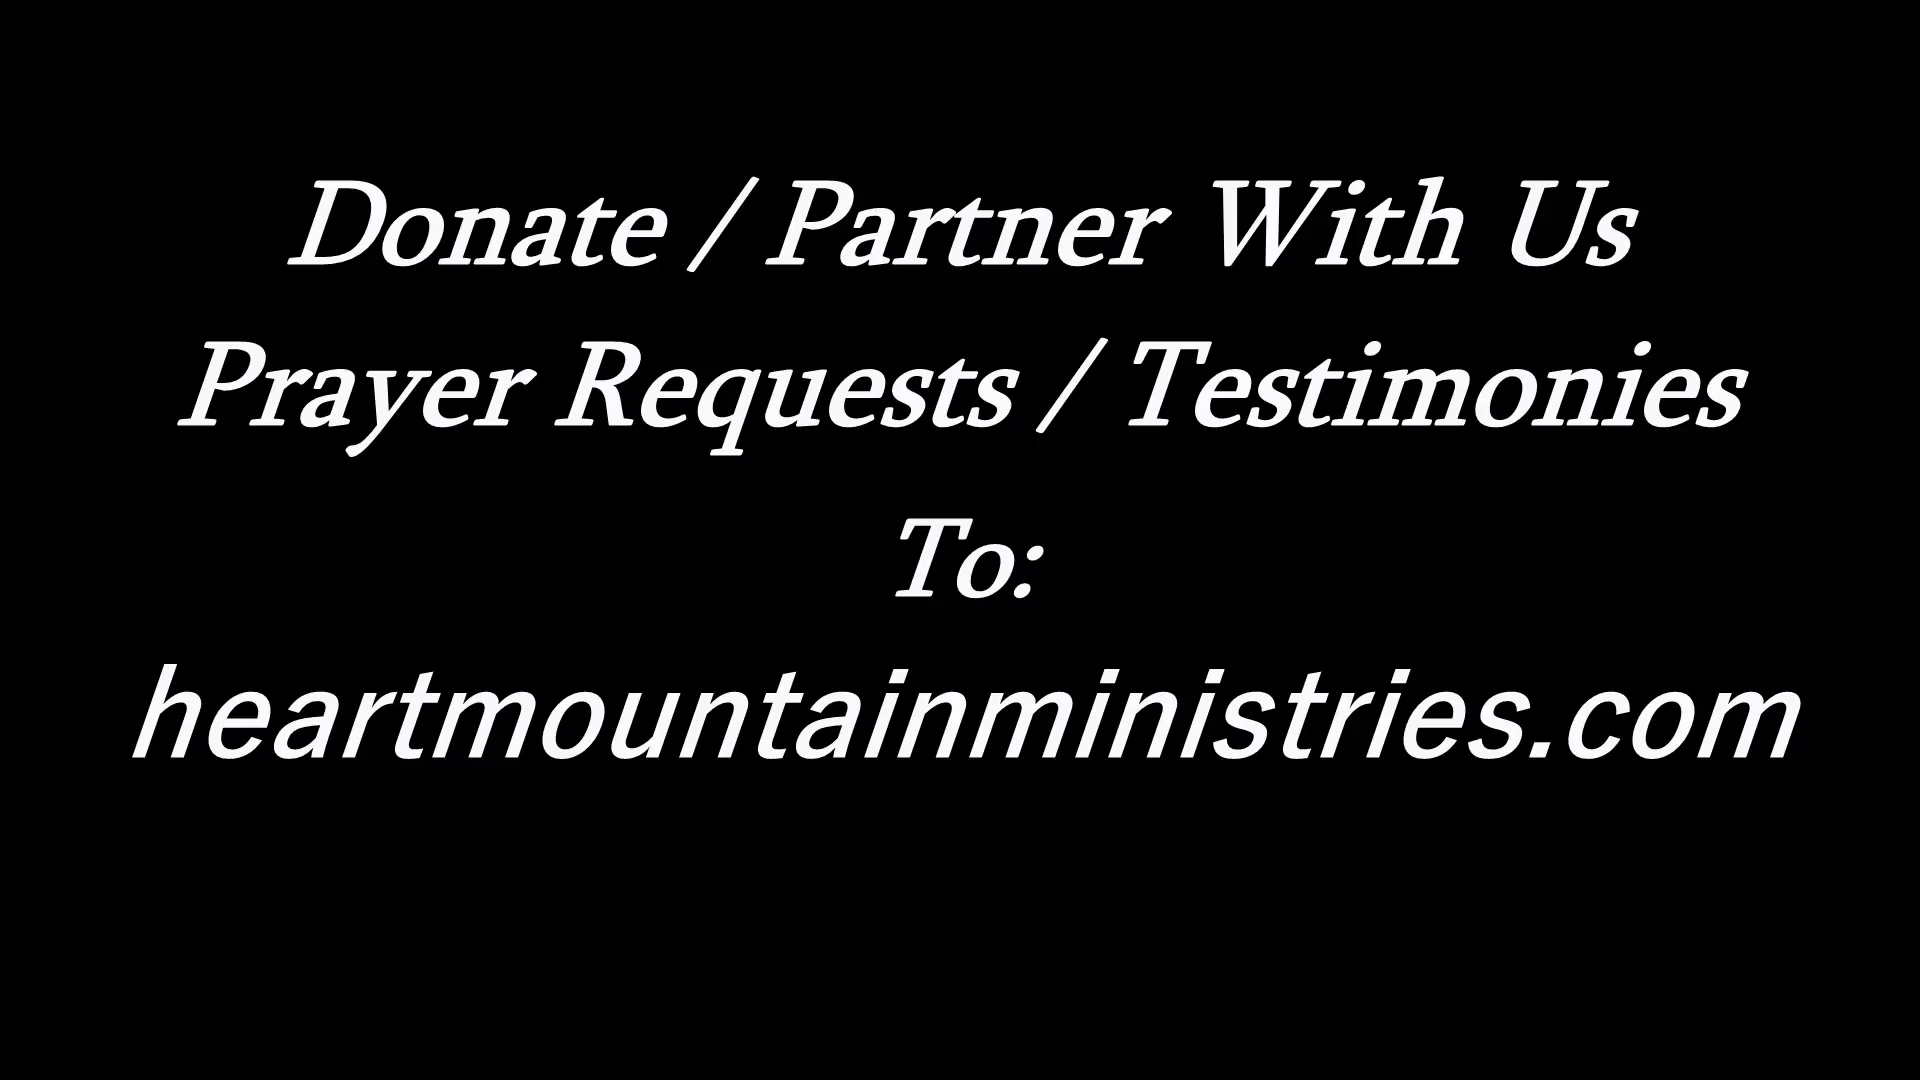 Donate / Partner With Us
Prayer Requests / Testimonies
To:
heartmountainministries.com